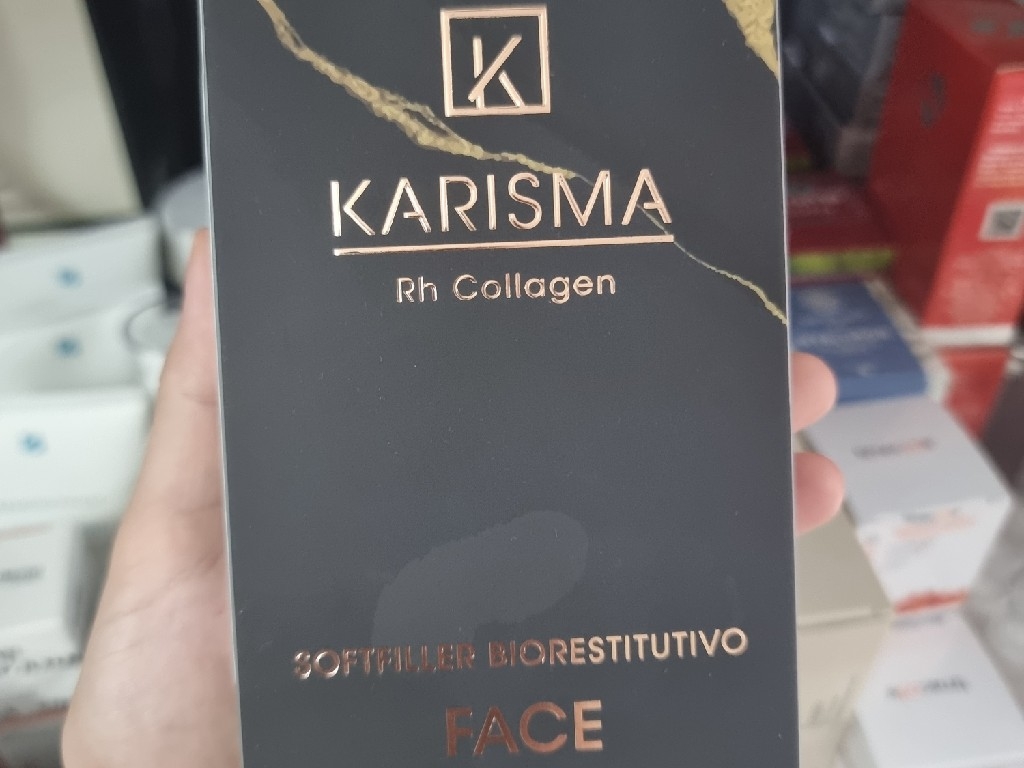 K
KARISMA
Rh Collagen
SOFTFILLER BIORESTITUTIVO
FACE